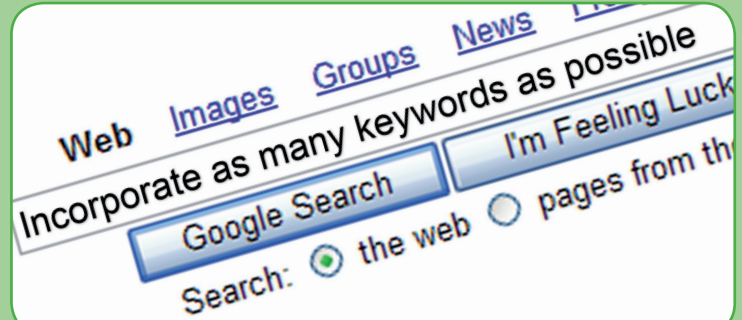 Web Images Groups News
Incorporate as many keywords as possible
Google Search I'm Feeling Luck
Search: the web pages from the